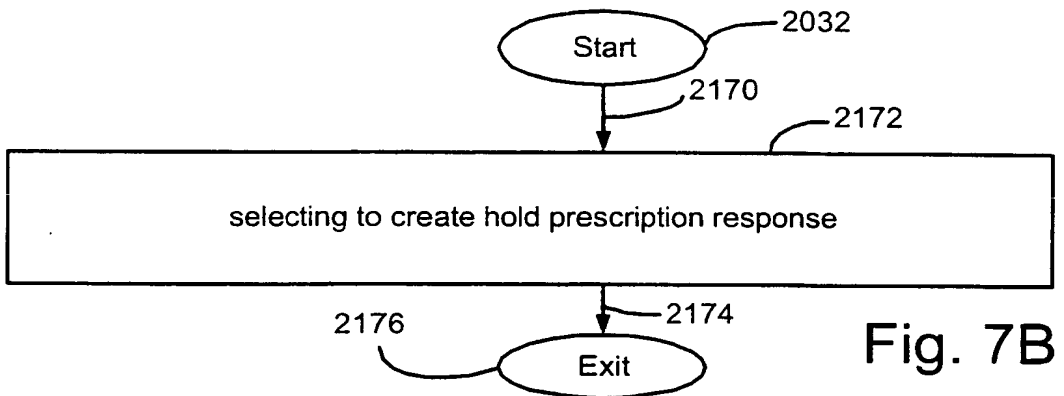 Start
2032
2170
2172
selecting to create hold prescription response
2174
2176
Exit
Fig. 7B